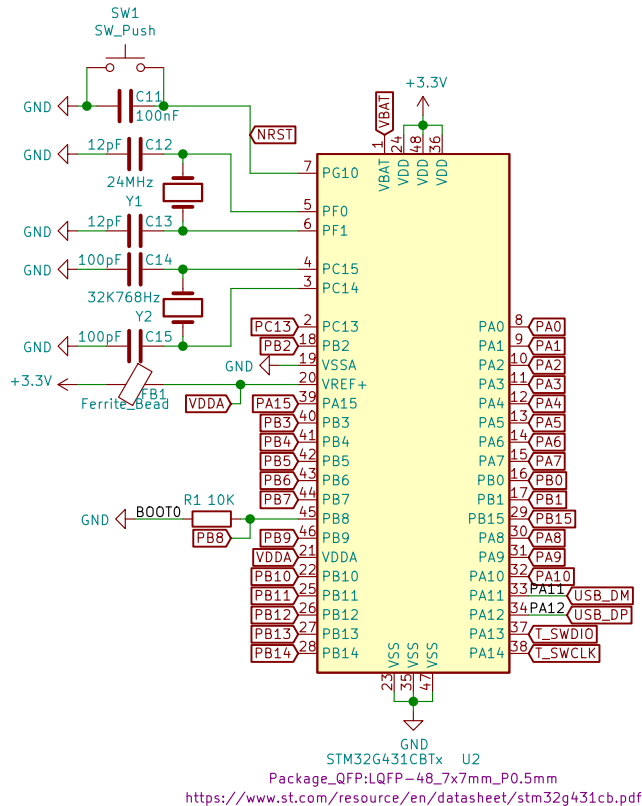 SW1
SW_Push
GND
C11
100nF
NRST
12pF C12
GND
24MHz
Y1
12pF C13
GND
100pF C14
GND
32K768Hz
Y2
100pF C15
GND
+3.3V
FB1
Ferrite_Bead
VDDA
GND
BOOT0
R1 10K
PB8
+3.3V
VBAT
1 24 48 36
VBAT VDD VDD VDD
7 PG10
5 PF0
6 PF1
4 PC15
3 PC14
PC13 2 PC13
PB2 18 PB2
GND 19 VSSA
20 VREF+
PA15 39 PA15
PB3 40 PB3
PB4 41 PB4
PB5 42 PB5
PB6 43 PB6
PB7 44 PB7
45 PB8
PB9 46 PB9
VDDA 21 VDDA
PB10 22 PB10
PB11 25 PB11
PB12 26 PB12
PB13 27 PB13
PB14 28 PB14
PA0 8 PA0
PA1 9 PA1
PA2 10 PA2
PA3 11 PA3
PA4 12 PA4
PA5 13 PA5
PA6 14 PA6
PA7 15 PA7
PB0 16 PB0
PB1 17 PB1
PB15 29 PB15
PA8 30 PA8
PA9 31 PA9
PA10 32 PA10
PA11 33 PA11 USB_DM
PA12 34 PA12 USB_DP
PA13 37 T_SWDIO
PA14 38 T_SWCLK
VSS VSS VSS
23 35 47
GND
STM32G431CBTx U2
Package_QFP:LQFP-48_7x7mm_P0.5mm
https://www.st.com/resource/en/datasheet/stm32g431cb.pdf